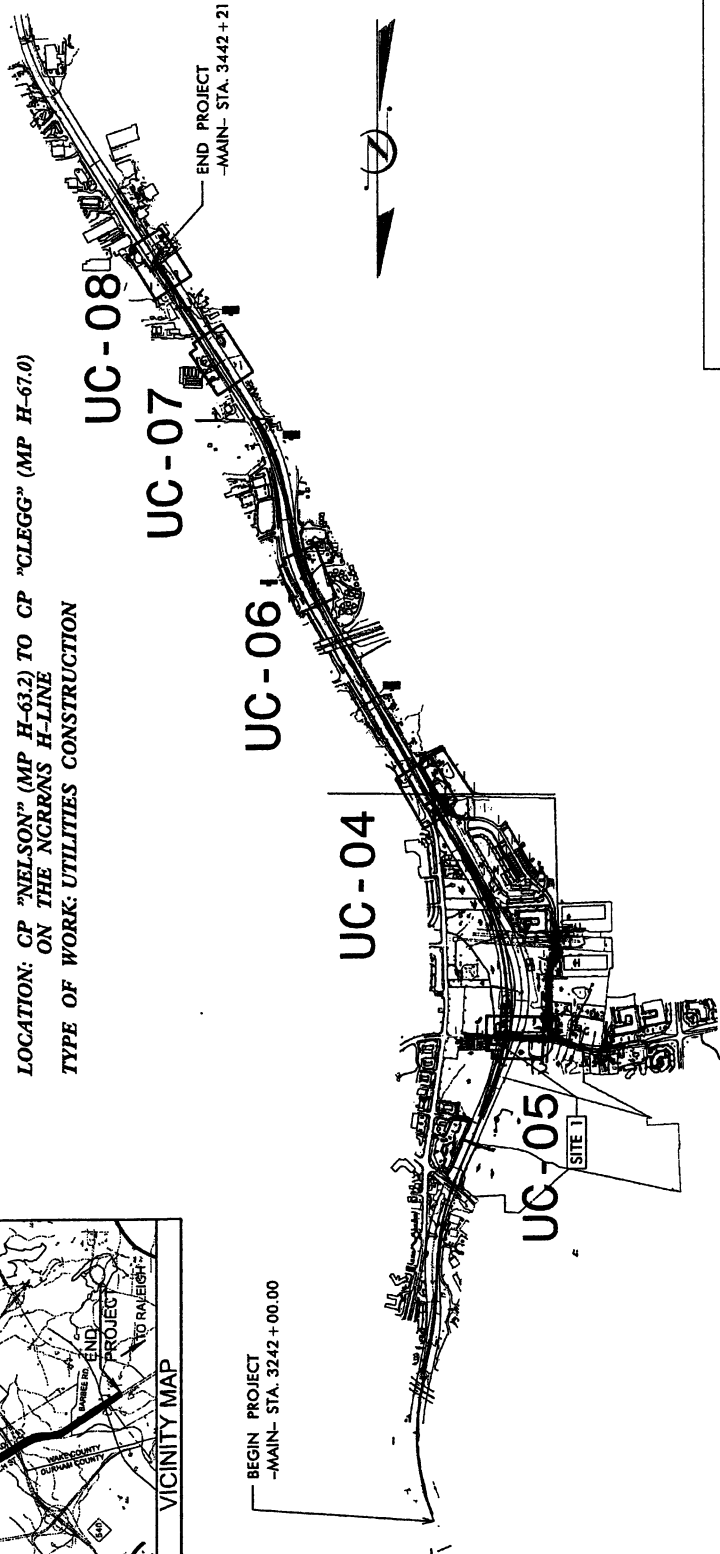 LOCATION: CP "NELSON" (MP H-63.2) TO CP "CLEGG" (MP H-67.0)
ON THE NCRR/NS H-LINE
TYPE OF WORK: UTILITIES CONSTRUCTION
END PROJECT
-MAIN- STA. 3442+21
UC-08
UC-07
UC-06
UC-04
UC-05
SITE 1
BEGIN PROJECT
-MAIN- STA. 3242+00.00
BARBEE RD.
END
PROJECT
TO RALEIGH
WAKE COUNTY
DURHAM COUNTY
540
VICINITY MAP